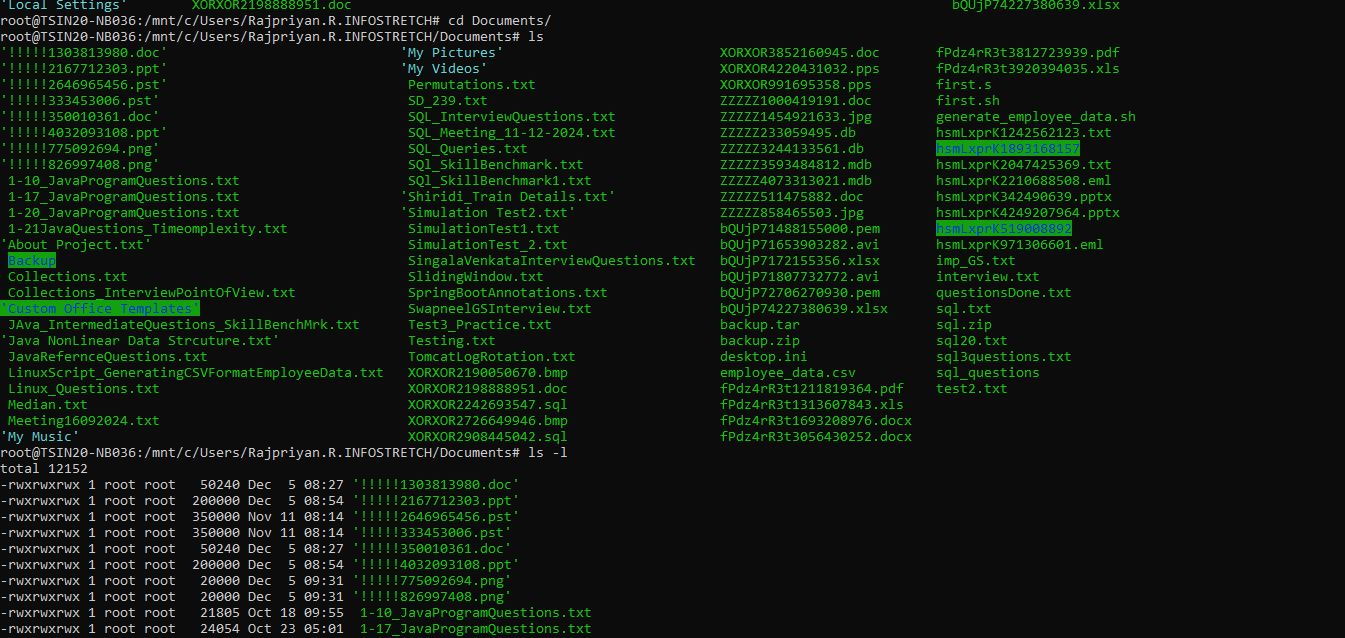 'Local Settings' XORXOR2198888951.doc bQUjP74227380639.xlsx
root@TSIN20-NB036:/mnt/c/Users/Rajpriyan.R.INFOSTRETCH# cd Documents/
root@TSIN20-NB036:/mnt/c/Users/Rajpriyan.R.INFOSTRETCH/Documents# ls
'!!!!!1303813980.doc' 'My Pictures' XORXOR3852160945.doc fPdz4rR3t3812723939.pdf
'!!!!!2167712303.ppt' 'My Videos' XORXOR4220431032.pps fPdz4rR3t3920394035.xls
'!!!!!2646965456.pst' Permutations.txt XORXOR991695358.pps first.s
'!!!!!333453006.pst' SD_239.txt ZZZZZ1000419191.doc first.sh
'!!!!!350010361.doc' SQL_InterviewQuestions.txt ZZZZZ1454921633.jpg generate_employee_data.sh
'!!!!!4032093108.ppt' SQL_Meeting_11-12-2024.txt ZZZZZ233059495.db hsmLxprK1242562123.txt
'!!!!!775092694.png' SQL_Queries.txt ZZZZZ3244133561.db hsmLxprK1893168157
'!!!!!826997408.png' SQl_SkillBenchmark.txt ZZZZZ3593484812.mdb hsmLxprK2047425369.txt
1-10_JavaProgramQuestions.txt SQl_SkillBenchmark1.txt ZZZZZ4073313021.mdb hsmLxprK2210688508.eml
1-17_JavaProgramQuestions.txt 'Shiridi_Train Details.txt' ZZZZZ511475882.doc hsmLxprK342490639.pptx
1-20_JavaProgramQuestions.txt 'Simulation Test2.txt' ZZZZZ858465503.jpg hsmLxprK4249207964.pptx
1-21JavaQuestions_Timeomplexity.txt SimulationTest1.txt bQUjP71488155000.pem hsmLxprK519008892
'About Project.txt' SimulationTest_2.txt bQUjP71653903282.avi hsmLxprK971306601.eml
Backup SingalaVenkataInterviewQuestions.txt bQUjP7172155356.xlsx imp_GS.txt
Collections.txt SlidingWindow.txt bQUjP71807732772.avi interview.txt
Collections_InterviewPointOfView.txt SpringBootAnnotations.txt bQUjP72706270930.pem questionsDone.txt
'Custom Office Templates' SwapneelGSInterview.txt bQUjP74227380639.xlsx sql.txt
JAva_IntermediateQuestions_SkillBenchMrk.txt Test3_Practice.txt backup.tar sql.zip
'Java NonLinear Data Strcuture.txt' Testing.txt backup.zip sql20.txt
JavaRefernceQuestions.txt TomcatLogRotation.txt desktop.ini sql3questions.txt
LinuxScript_GeneratingCSVFormatEmployeeData.txt XORXOR2190050670.bmp employee_data.csv sql_questions
Linux_Questions.txt XORXOR2198888951.doc fPdz4rR3t1211819364.pdf test2.txt
Median.txt XORXOR2242693547.sql fPdz4rR3t1313607843.xls
Meeting16092024.txt XORXOR2726649946.bmp fPdz4rR3t1693208976.docx
'My Music' XORXOR2908445042.sql fPdz4rR3t3056430252.docx
root@TSIN20-NB036:/mnt/c/Users/Rajpriyan.R.INFOSTRETCH/Documents# ls -l
total 12152
-rwxrwxrwx 1 root root 50240 Dec 5 08:27 '!!!!!1303813980.doc'
-rwxrwxrwx 1 root root 200000 Dec 5 08:54 '!!!!!2167712303.ppt'
-rwxrwxrwx 1 root root 350000 Nov 11 08:14 '!!!!!2646965456.pst'
-rwxrwxrwx 1 root root 350000 Nov 11 08:14 '!!!!!333453006.pst'
-rwxrwxrwx 1 root root 50240 Dec 5 08:27 '!!!!!350010361.doc'
-rwxrwxrwx 1 root root 200000 Dec 5 08:54 '!!!!!4032093108.ppt'
-rwxrwxrwx 1 root root 20000 Dec 5 09:31 '!!!!!775092694.png'
-rwxrwxrwx 1 root root 20000 Dec 5 09:31 '!!!!!826997408.png'
-rwxrwxrwx 1 root root 21805 Oct 18 09:55 1-10_JavaProgramQuestions.txt
-rwxrwxrwx 1 root root 24054 Oct 23 05:01 1-17_JavaProgramQuestions.txt